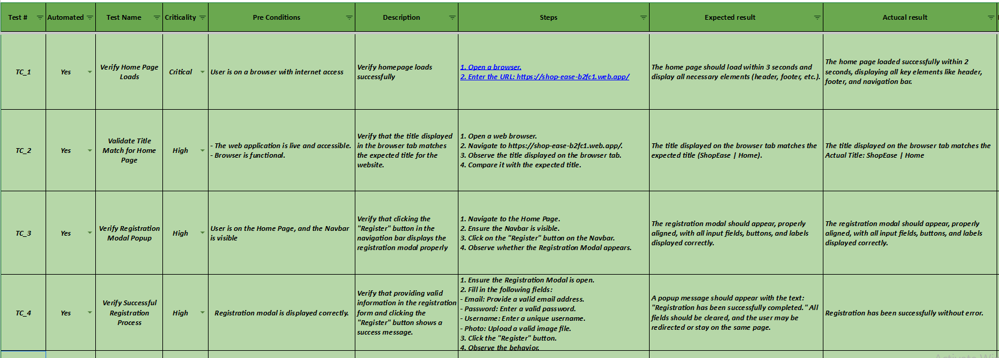 Test #
Automated
Test Name
Criticality
Pre Conditions
Description
Steps
Expected result
Actucal result
TC_1
Yes
Verify Home Page
Loads
Critical
User is on a browser with internet access
Verify homepage loads
successfully
1. Open a browser.
2. Enter the URL: https://shop-ease-b2fc1.web.app/
The home page should load within 3 seconds and
display all necessary elements (header, footer, etc.).
The home page loaded successfully within 2
seconds, displaying all key elements like header,
footer, and navigation bar.
TC_2
Yes
Validate Title
Match for Home
Page
High
- The web application is live and accessible.
- Browser is functional.
Verify that the title displayed
in the browser tab matches
the expected title for the
website.
1. Open a web browser.
2. Navigate to https://shop-ease-b2fc1.web.app/.
3. Observe the title displayed on the browser tab.
4. Compare it with the expected title.
The title displayed on the browser tab matches the
expected title (ShopEase | Home).
The title displayed on the browser tab matches the
Actual Title: ShopEase | Home
TC_3
Yes
Verify Registration
Modal Popup
High
User is on the Home Page, and the Navbar
is visible
Verify that clicking the
"Register" button in the
navigation bar displays the
registration modal properly
1. Navigate to the Home Page.
2. Ensure the Navbar is visible.
3. Click on the "Register" button on the Navbar.
4. Observe whether the Registration Modal appears.
The registration modal should appear, properly
aligned, with all input fields, buttons, and labels
displayed correctly.
The registration modal should appear, properly
aligned, with all input fields, buttons, and labels
displayed correctly.
TC_4
Yes
Verify Successful
Registration
Process
High
Registration modal is displayed correctly.
Verify that providing valid
information in the registration
form and clicking the
"Register" button shows a
success message.
1. Ensure the Registration Modal is open.
2. Fill in the following fields:
- Email: Provide a valid email address.
- Password: Enter a valid password.
- Username: Enter a unique username.
- Photo: Upload a valid image file.
3. Click the "Register" button.
4. Observe the behavior.
A popup message should appear with the text:
"Registration has been successfully completed." All
fields should be cleared, and the user may be
redirected or stay on the same page.
Registration has been successfully without error.